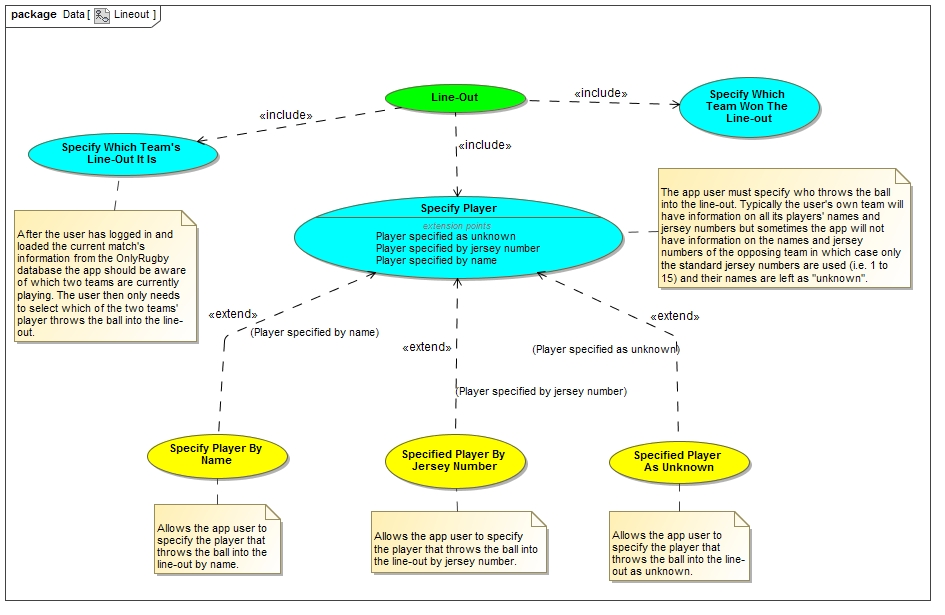 package Data [ Lineout ]
Line-Out
«include»
Specify Which
Team Won The
Line-out
«include»
«include»
Specify Which Team's
Line-Out It Is
After the user has logged in and
loaded the current match's
information from the OnlyRugby
database the app should be aware
of which two teams are currently
playing. The user then only needs
to select which of the two teams'
player throws the ball into the line-
out.
Specify Player
extension points
Player specified as unknown
Player specified by jersey number
Player specified by name
The app user must specify who throws the ball
into the line-out. Typically the user's own team will
have information on all its players' names and
jersey numbers but sometimes the app will not
have information on the names and jersey
numbers of the opposing team in which case only
the standard jersey numbers are used (i.e. 1 to
15) and their names are left as "unknown".
«extend»
(Player specified by name)
«extend»
(Player specified by jersey number)
«extend»
(Player specified as unknown)
Specify Player By
Name
Specified Player By
Jersey Number
Specified Player
As Unknown
Allows the app user to
specify the player that
throws the ball into the
line-out by name.
Allows the app user to specify
the player that throws the ball into
the line-out by jersey number.
Allows the app user to
specify the player that
throws the ball into the line-
out as unknown.